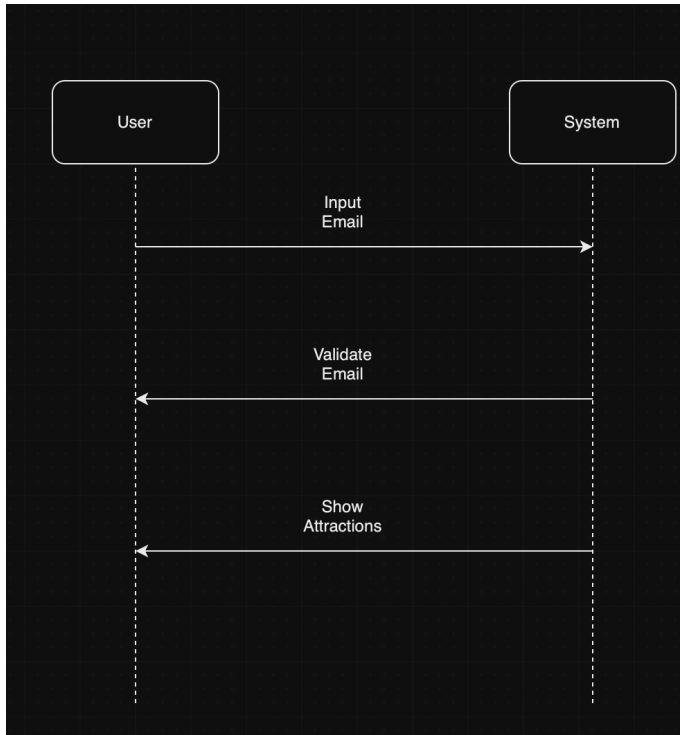 User
System
Input
Email
Validate
Email
Show
Attractions